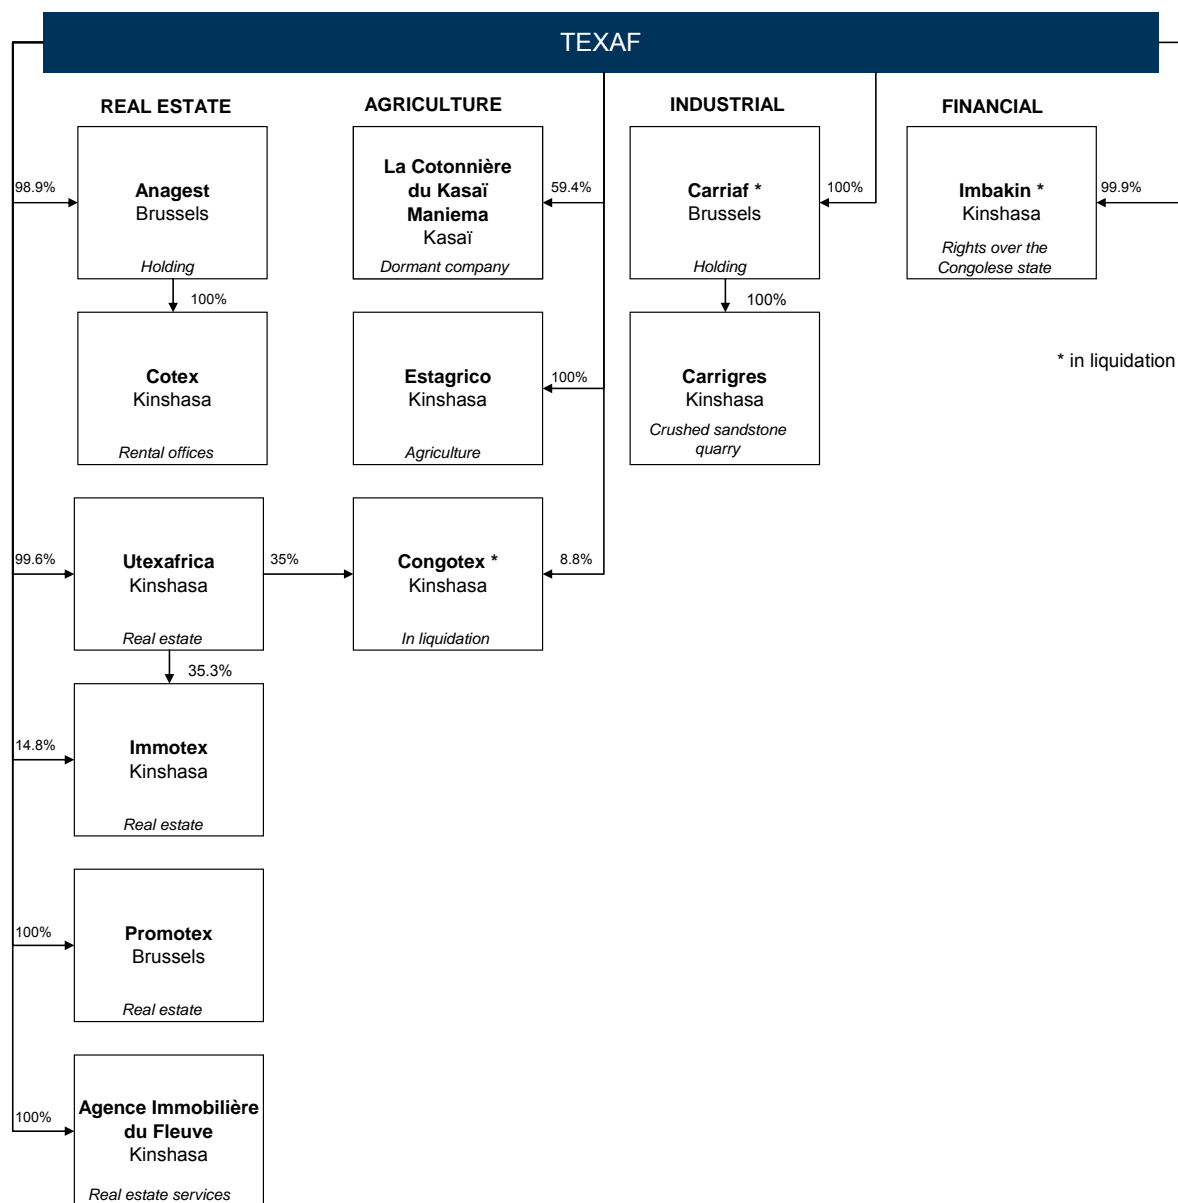 TEXAF
REAL ESTATE
AGRICULTURE
INDUSTRIAL
FINANCIAL
98.9%
Anagest
Brussels
Holding
La Cotonnière
du Kasaï
Maniema
Kasaï
Dormant company
59.4%
Carriaf *
Brussels
Holding
100%
Imbakin *
Kinshasa
Rights over the
Congolese state
99.9%
100%
100%
Cotex
Kinshasa
Rental offices
Estagrico
Kinshasa
Agriculture
100%
Carrigres
Kinshasa
Crushed sandstone
quarry
* in liquidation
99.6%
Utexafrica
Kinshasa
Real estate
35%
Congotex *
Kinshasa
In liquidation
8.8%
35.3%
14.8%
Immotex
Kinshasa
Real estate
100%
Promotex
Brussels
Real estate
100%
Agence Immobilière
du Fleuve
Kinshasa
Real estate services